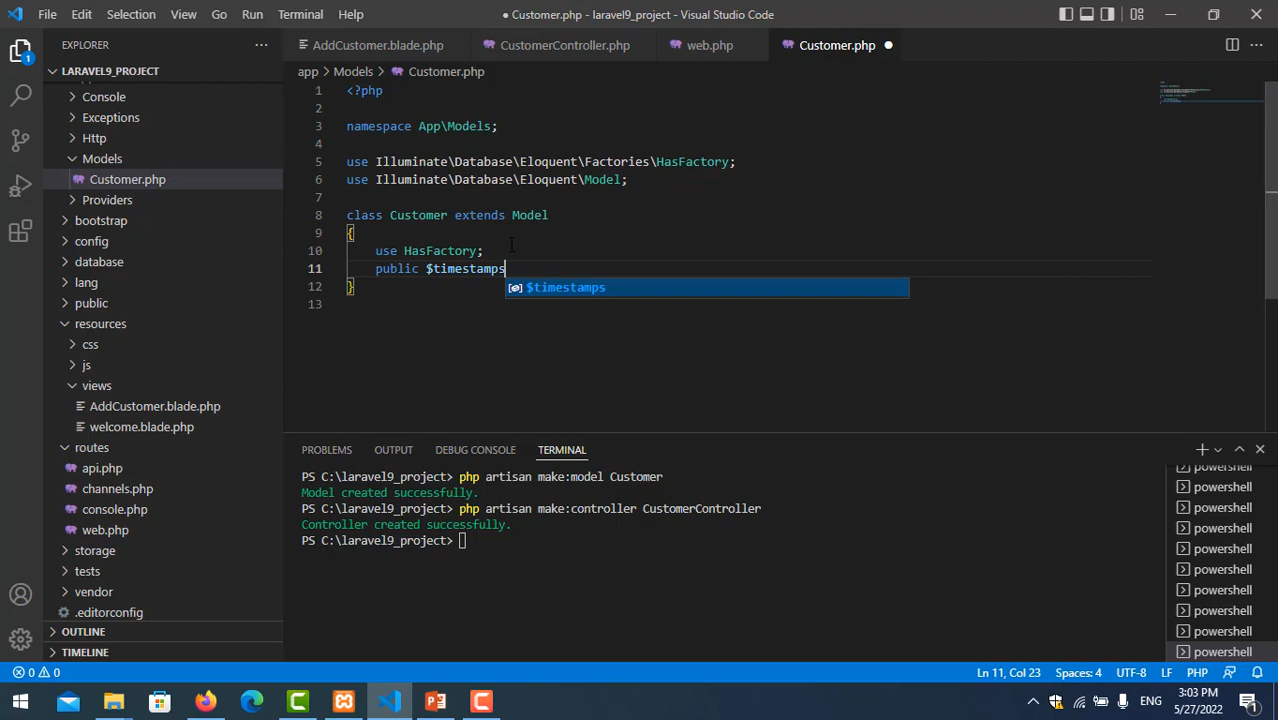 File Edit Selection View Go Run Terminal Help
● Customer.php - laravel9_project - Visual Studio Code
EXPLORER
LARAVEL9_PROJECT
Console
Exceptions
Http
Models
Customer.php
Providers
bootstrap
config
database
lang
public
resources
css
js
views
AddCustomer.blade.php
welcome.blade.php
routes
api.php
channels.php
console.php
web.php
storage
tests
vendor
.editorconfig
OUTLINE
TIMELINE
1
AddCustomer.blade.php CustomerController.php web.php Customer.php
app > Models > Customer.php
1 <?php
2
3 namespace App\Models;
4
5 use Illuminate\Database\Eloquent\Factories\HasFactory;
6 use Illuminate\Database\Eloquent\Model;
7
8 class Customer extends Model
9 {
10 use HasFactory;
11 public $timestamps
$timestamps
12 }
13
PROBLEMS OUTPUT DEBUG CONSOLE TERMINAL
PS C:\laravel9_project> php artisan make:model Customer
Model created successfully.
PS C:\laravel9_project> php artisan make:controller CustomerController
Controller created successfully.
PS C:\laravel9_project>
powershell
powershell
powershell
powershell
powershell
powershell
powershell
powershell
powershell
powershell
0 0
Ln 11, Col 23 Spaces: 4 UTF-8 LF PHP
ENG
3:03 PM
5/27/2022
1